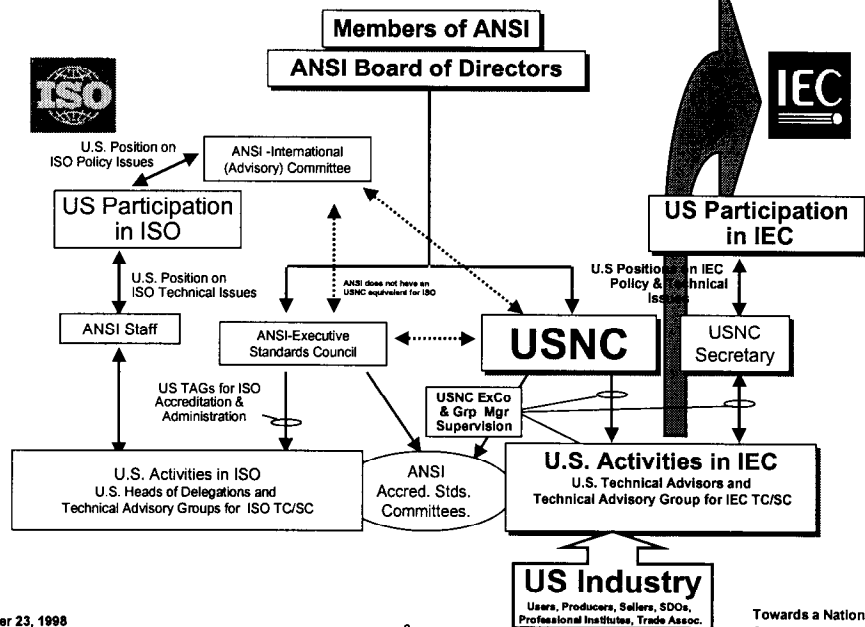 Members of ANSI
ANSI Board of Directors
ISO
IEC
U.S. Position on
ISO Policy Issues
ANSI -International
(Advisory) Committee
US Participation
in ISO
US Participation
in IEC
U.S. Position on
ISO Technical Issues
ANSI does not have an
USNC equivalent for ISO
U.S Positions on IEC
Policy & Technical
Issues
ANSI Staff
ANSI-Executive
Standards Council
USNC
USNC
Secretary
US TAGs for ISO
Accreditation &
Administration
USNC ExCo
& Grp Mgr
Supervision
U.S. Activities in ISO
U.S. Heads of Delegations and
Technical Advisory Groups for ISO TC/SC
ANSI
Accred. Stds.
Committees.
U.S. Activities in IEC
U.S. Technical Advisors and
Technical Advisory Group for IEC TC/SC
US Industry
Users, Producers, Sellers, SDOs,
Professional Institutes, Trade Assoc.
er 23, 1998
Towards a Nation